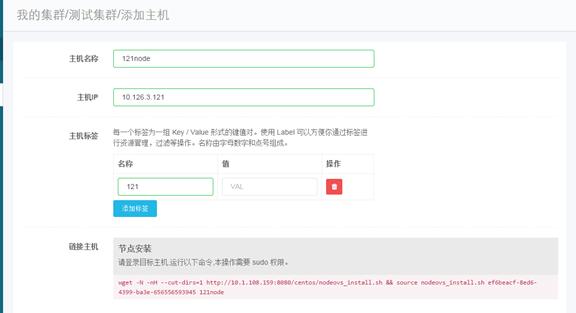 我的集群/测试集群/添加主机
主机名称
121node
主机IP
10.126.3.121
主机标签
每一个标签为一组 Key / Value 形式的键值对。使用 Label 可以方便你通过标签进
行资源管理，过滤等操作。名称由字母数字和点号组成。
名称 值 操作
121 VAL
添加标签
链接主机
节点安装
请登录目标主机,运行以下命令,本操作需要 sudo 权限。
wget -N -nH --cut-dirs=1 http://10.1.108.159:8080/centos/nodeovs_install.sh && source nodeovs_install.sh ef6beacf-8ed6-
4399-ba3e-656556593945 121node